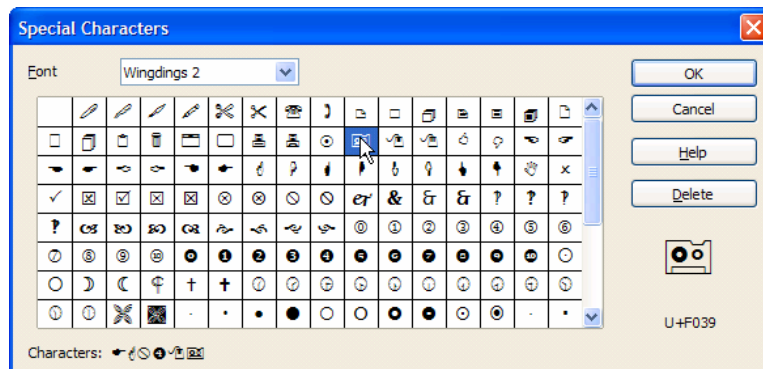 Special Characters
Font
Wingdings 2
OK
Cancel
Help
Delete
U+F039
Characters: